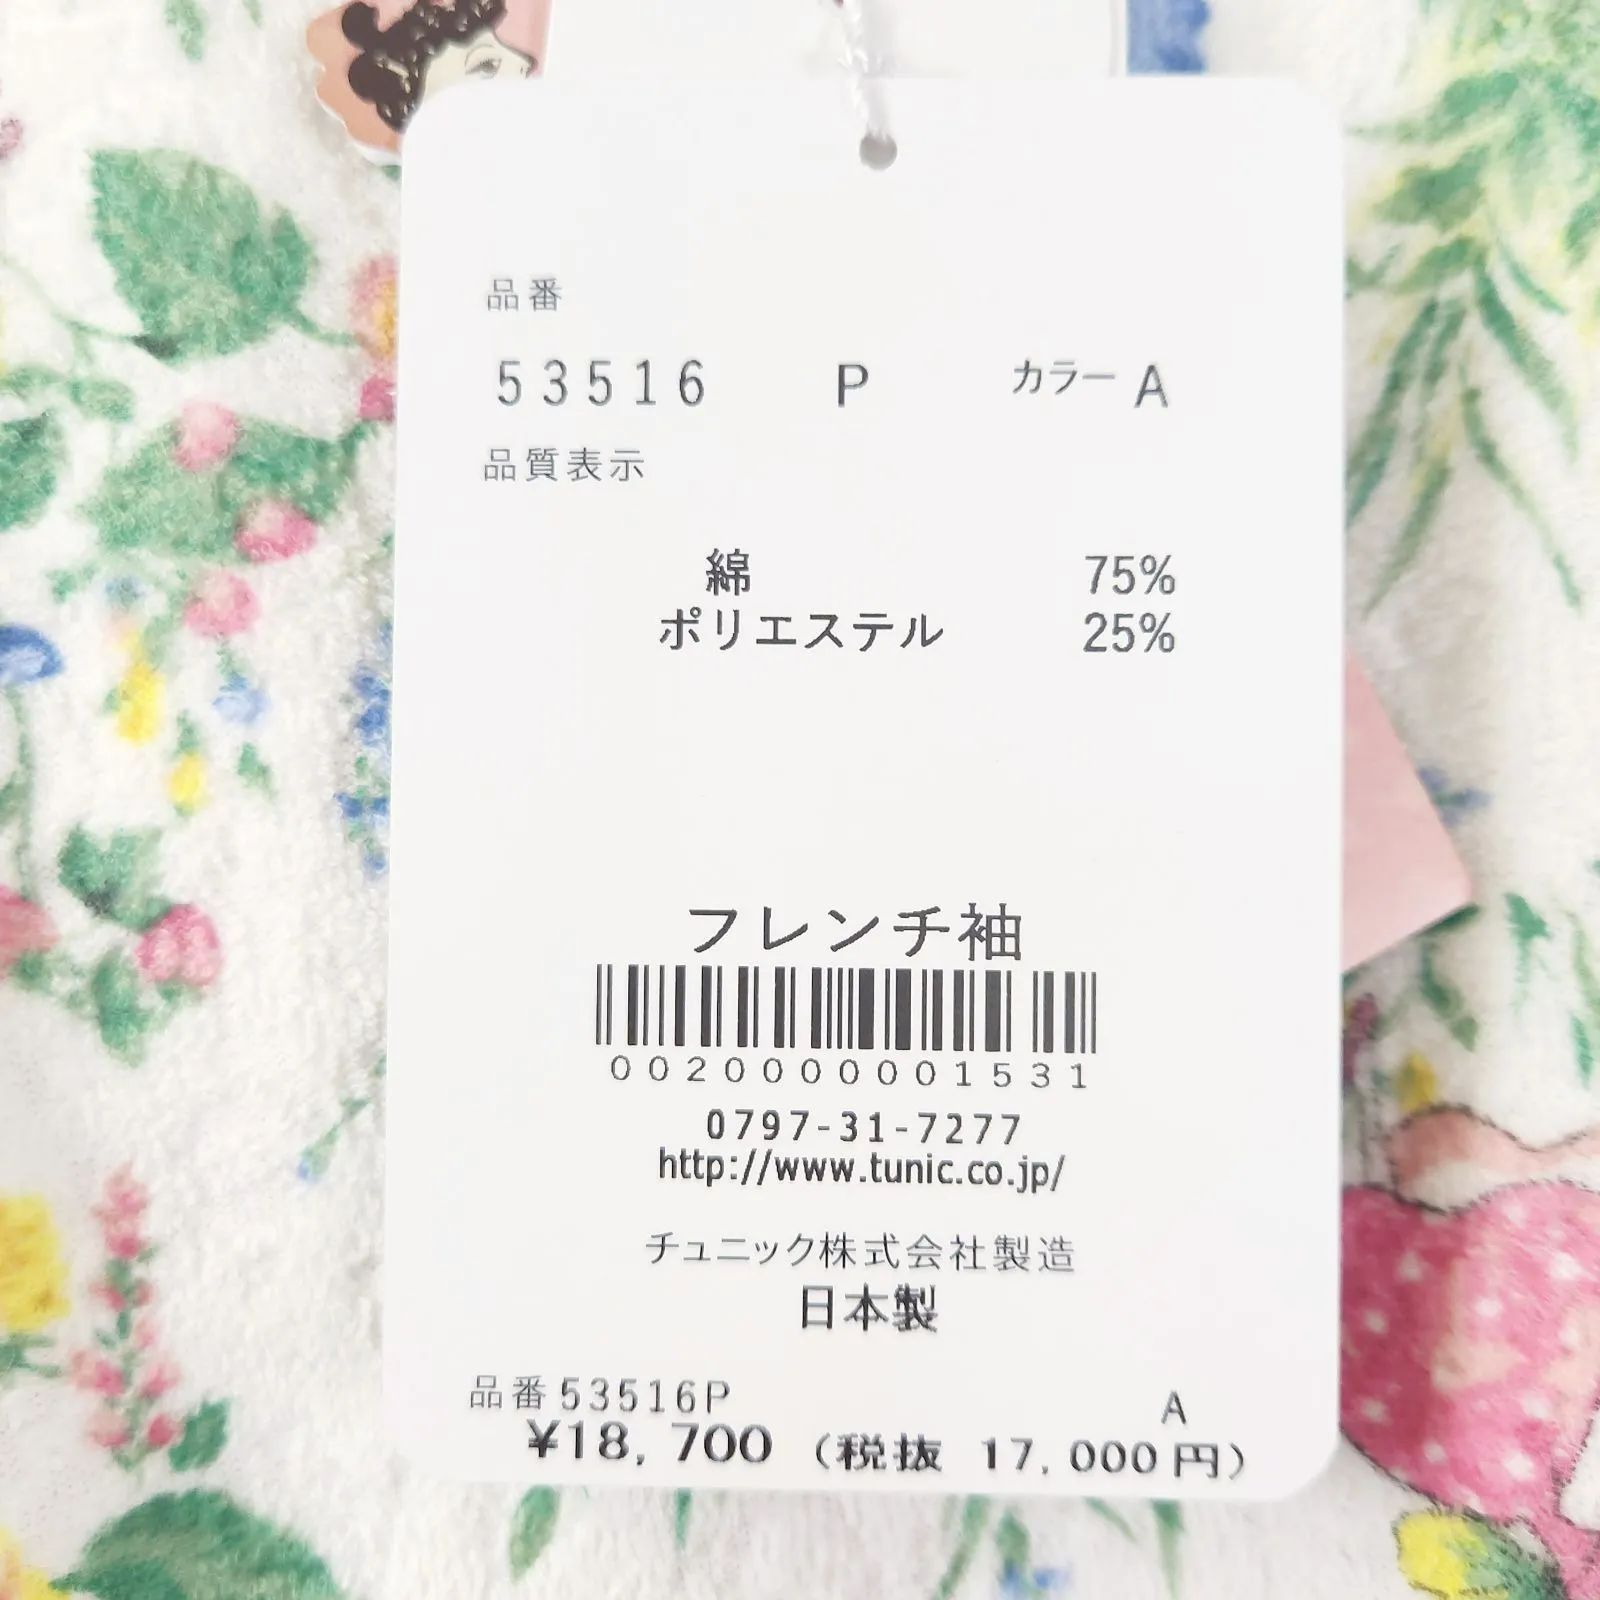 品番
53516 P カラー A
品質表示
綿 75%
ポリエステル 25%
フレンチ袖
0020000001531
0797-31-7277
http://www.tunic.co.jp/
チュニック株式会社製造
日本製
品番53516P A
¥18,700 (税抜 17,000円)